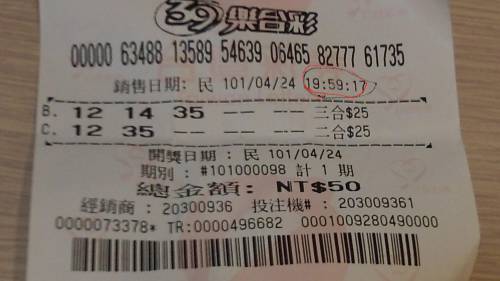 39 樂合彩
00000 63488 13589 54639 06465 82777 61735
銷售日期: 民 101/04/24 19:59:17
B. 12 14 35 -- -- -- 三合$25
C. 12 35 -- -- -- -- 二合$25
開獎日期 : 民 101/04/24
期別 : #101000098 計 1 期
總金額: NT$50
經銷商 : 20300936 投注機# : 203009361
0000073378* TR:0000496682 0001009280490000